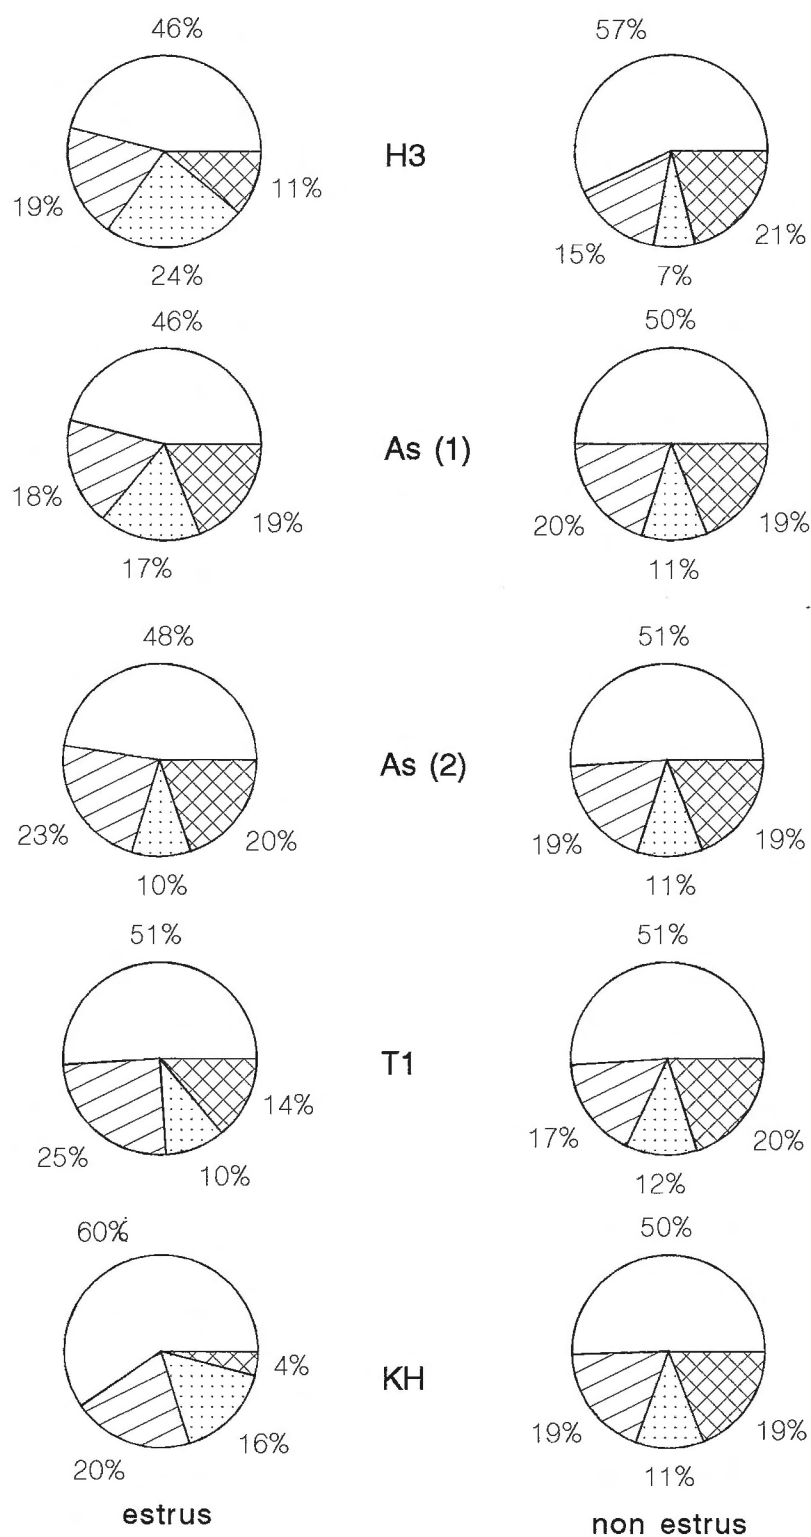 46% 57%
H3
19% 11% 15% 21%
24% 7%
46% 50%
As (1)
18% 19% 20% 19%
17% 11%
48% 51%
As (2)
23% 20% 19% 19%
10% 11%
51% 51%
T1
25% 14% 17% 20%
10% 12%
60% 50%
KH
20% 4% 19% 19%
16% 11%
estrus non estrus